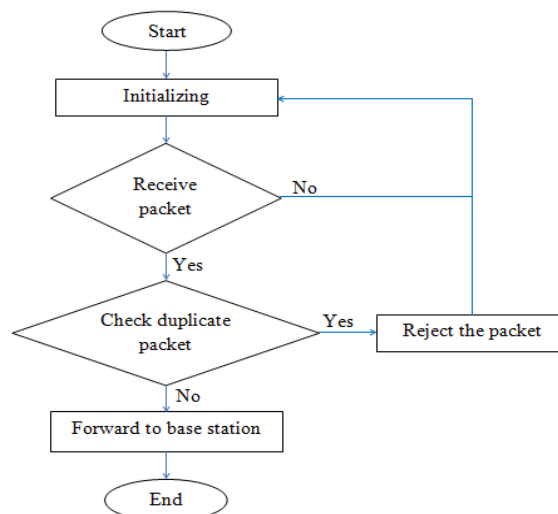 Start
Initializing
Receive
packet
No
Yes
Check duplicate
packet
Yes
Reject the packet
No
Forward to base station
End